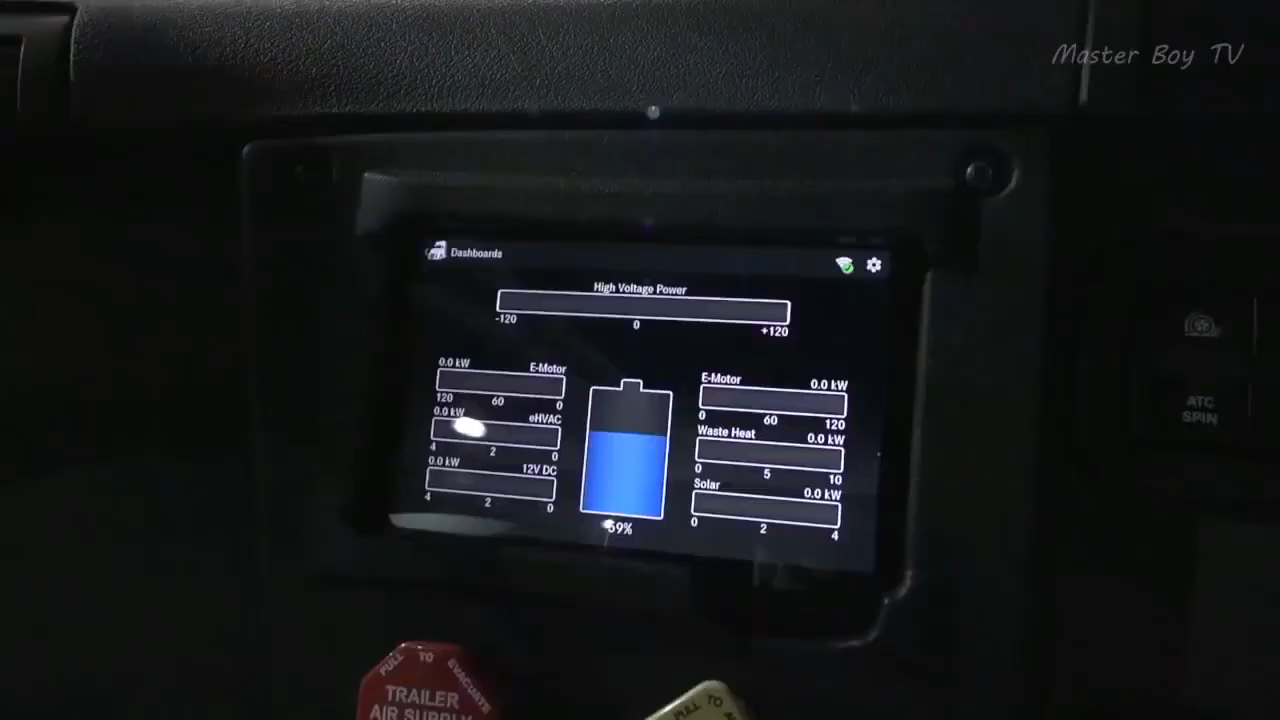 Master Boy TV
Dashboards
High Voltage Power
-120 0 +120
0.0 kW E-Motor
120 60 0
0.0 kW eHVAC
4 2 0
0.0 kW 12V DC
4 2 0
59%
E-Motor 0.0 kW
0 60 120
Waste Heat 0.0 kW
0 5 10
Solar 0.0 kW
0 2 4
ATC
SPIN
PULL TO EVACUATE
TRAILER
AIR SUPPLY
PULL TO